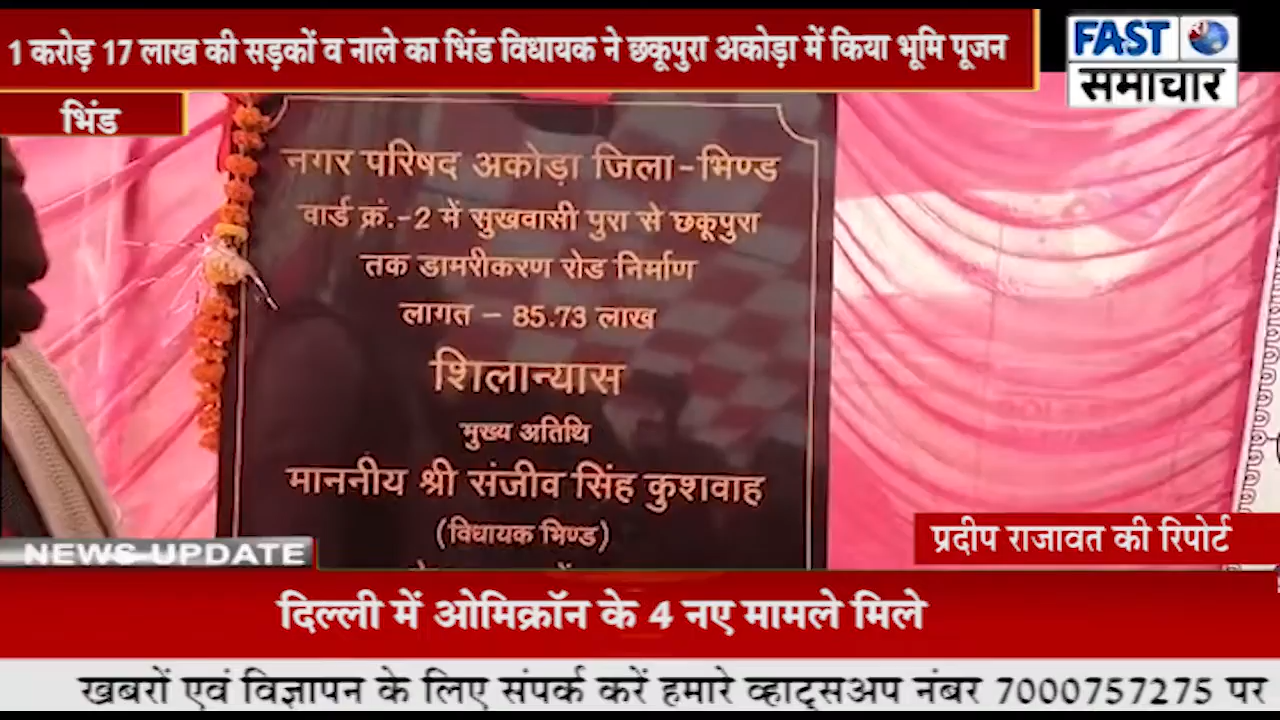 1 करोड़ 17 लाख की सड़कों व नाले का भिंड विधायक ने छकूपुरा अकोड़ा में किया भूमि पूजन
FAST
समाचार
भिंड
नगर परिषद अकोड़ा जिला-भिण्ड
वार्ड क्रं.-2 में सुखवासी पुरा से छकूपुरा
तक डामरीकरण रोड निर्माण
लागत - 85.73 लाख
शिलान्यास
मुख्य अतिथि
माननीय श्री संजीव सिंह कुशवाह
(विधायक भिण्ड)
प्रदीप राजावत की रिपोर्ट
NEWS UPDATE
दिल्ली में ओमिक्रॉन के 4 नए मामले मिले
खबरों एवं विज्ञापन के लिए संपर्क करें हमारे व्हाट्सअप नंबर 7000757275 पर